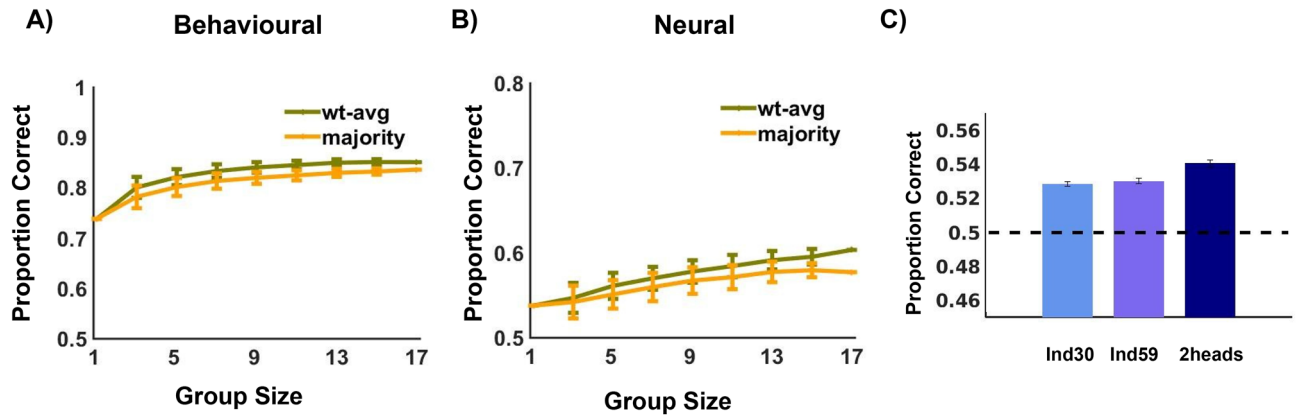 A)
Behavioural
Proportion Correct
1
0.9
0.8
0.7
0.6
0.5
wt-avg
majority
1
5
9
13
17
Group Size
B)
Neural
Proportion Correct
0.8
0.7
0.6
0.5
wt-avg
majority
1
5
9
13
17
Group Size
C)
Proportion Correct
0.56
0.54
0.52
0.5
0.48
0.46
Ind30
Ind59
2heads